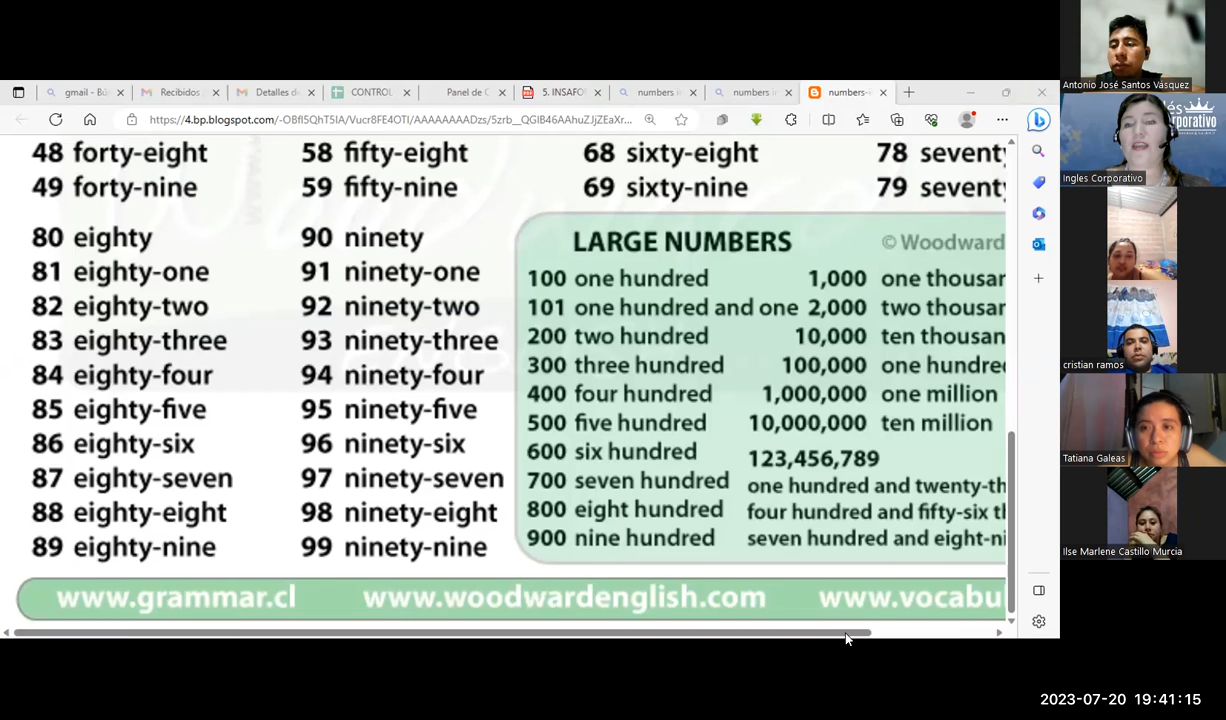 gmail - Bú
Recibidos
Detalles d
CONTROL
Panel de C
5. INSAFO
numbers i
numbers i
numbers-
https://4.bp.blogspot.com/-OBfI5QhT5IA/Vucr8FE4OTI/AAAAAAAADzs/5zrb__QGIB46AAhuZJjZEaXr...
48 forty-eight
58 fifty-eight
68 sixty-eight
78 seventy
49 forty-nine
59 fifty-nine
69 sixty-nine
79 seventy
80 eighty
81 eighty-one
82 eighty-two
83 eighty-three
84 eighty-four
85 eighty-five
86 eighty-six
87 eighty-seven
88 eighty-eight
89 eighty-nine
90 ninety
91 ninety-one
92 ninety-two
93 ninety-three
94 ninety-four
95 ninety-five
96 ninety-six
97 ninety-seven
98 ninety-eight
99 ninety-nine
LARGE NUMBERS
© Woodward
100 one hundred
101 one hundred and one
200 two hundred
300 three hundred
400 four hundred
500 five hundred
600 six hundred
700 seven hundred
800 eight hundred
900 nine hundred
1,000 one thousan
2,000 two thousan
10,000 ten thousan
100,000 one hundred
1,000,000 one million
10,000,000 ten million
123,456,789
one hundred and twenty-th
four hundred and fifty-six th
seven hundred and eight-ni
www.grammar.cl
www.woodwardenglish.com
www.vocabu
Antonio José Santos Vásquez
Ingles Corporativo
cristian ramos
Tatiana Galeas
Ilse Marlene Castillo Murcia
2023-07-20 19:41:15